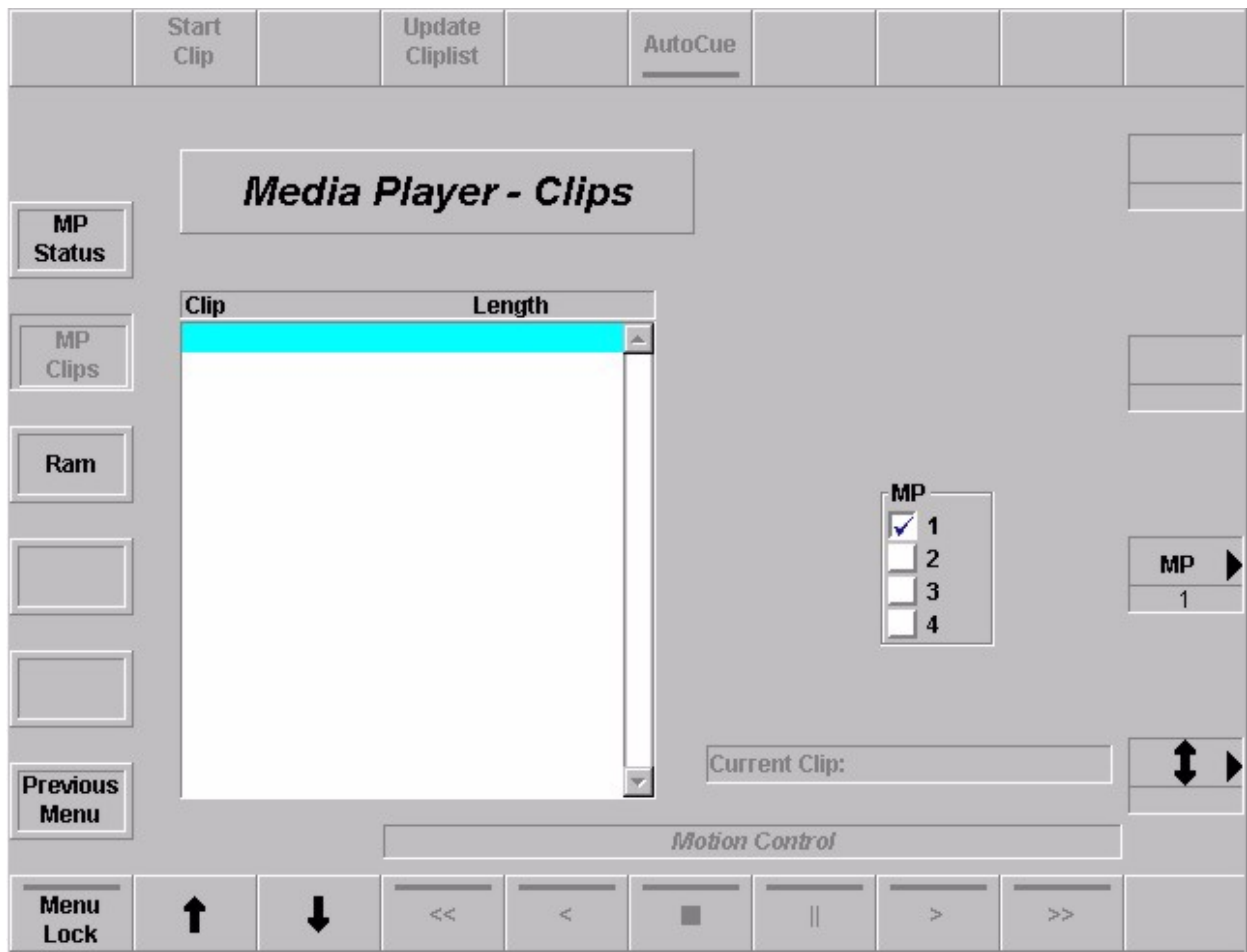 Start
Clip
Update
Cliplist
AutoCue
Media Player - Clips
MP
Status
Clip Length
MP
Clips
Ram
MP
1
2
3
4
MP
1
Current Clip:
Previous
Menu
Motion Control
Menu
Lock
<< < ■ || > >>